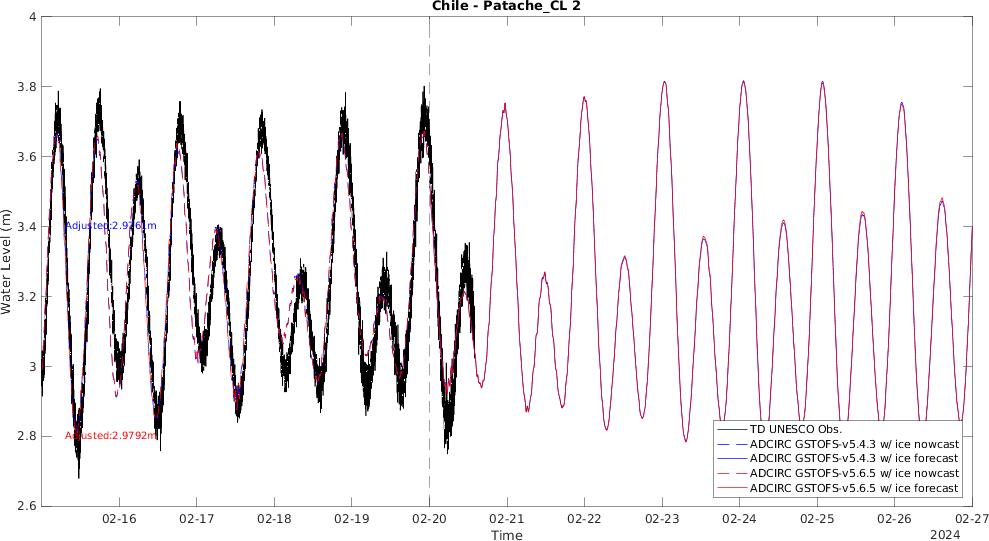 Chile - Patache_CL 2
Water Level (m)
4
3.8
3.6
3.4
3.2
3
2.8
2.6
Adjusted:2.9261m
Adjusted:2.9792m
TD UNESCO Obs.
ADCIRC GSTOFS-v5.4.3 w/ ice nowcast
ADCIRC GSTOFS-v5.4.3 w/ ice forecast
ADCIRC GSTOFS-v5.6.5 w/ ice nowcast
ADCIRC GSTOFS-v5.6.5 w/ ice forecast
02-16 02-17 02-18 02-19 02-20 02-21 02-22 02-23 02-24 02-25 02-26 02-27
Time
2024